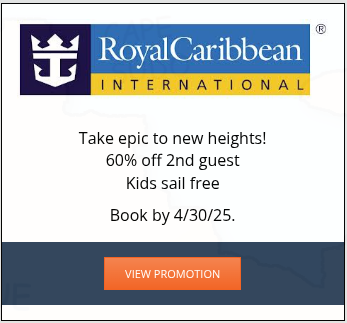 RoyalCaribbean ®
INTERNATIONAL
Take epic to new heights!
60% off 2nd guest
Kids sail free
Book by 4/30/25.
VIEW PROMOTION